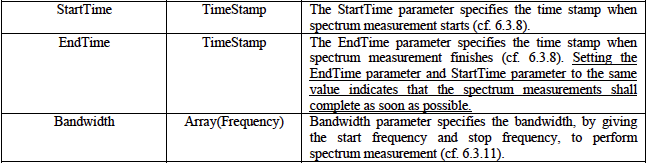 StartTime TimeStamp The StartTime parameter specifies the time stamp when
spectrum measurement starts (cf. 6.3.8).
EndTime TimeStamp The EndTime parameter specifies the time stamp when
spectrum measurement finishes (cf. 6.3.8). Setting the
EndTime parameter and StartTime parameter to the same
value indicates that the spectrum measurements shall
complete as soon as possible.
Bandwidth Array(Frequency) Bandwidth parameter specifies the bandwidth, by giving
the start frequency and stop frequency, to perform
spectrum measurement (cf. 6.3.11).